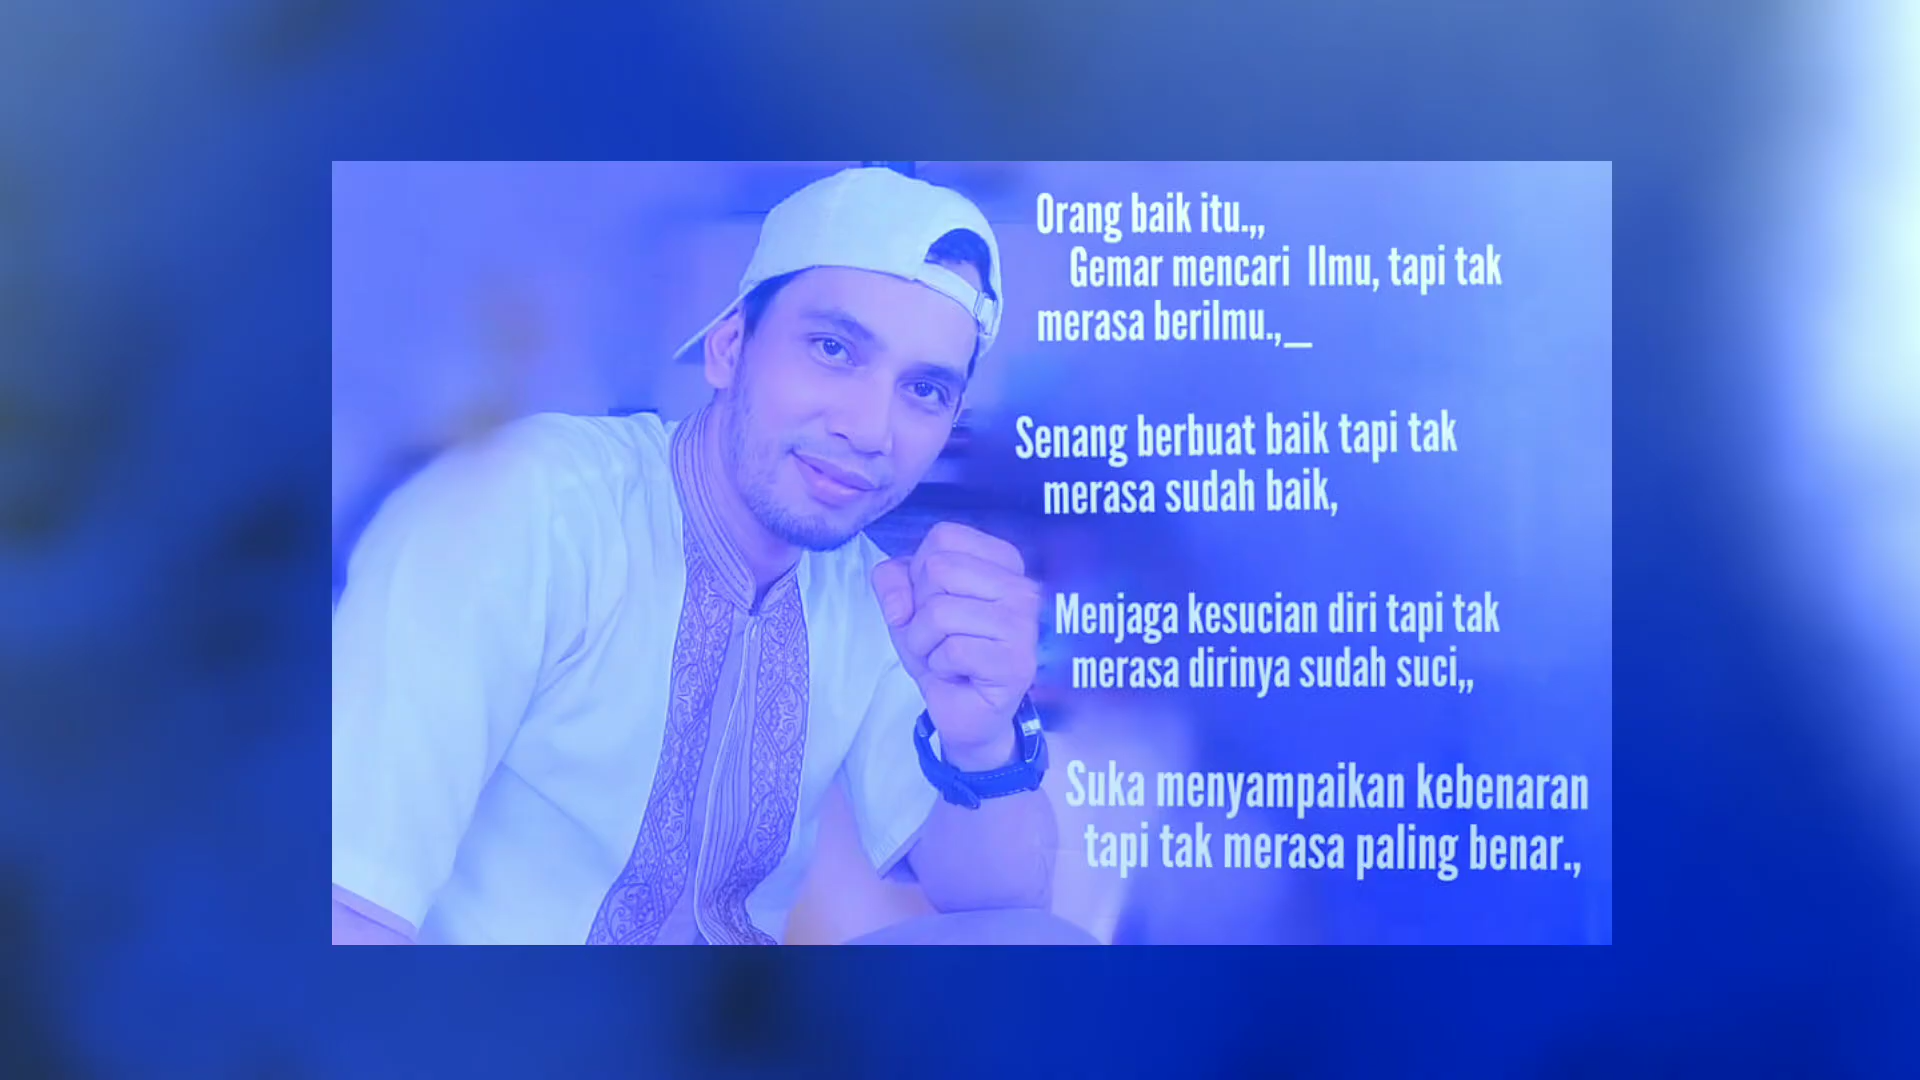 Orang baik itu.,,,
Gemar mencari Ilmu, tapi tak
merasa berilmu.,_
Senang berbuat baik tapi tak
merasa sudah baik,
Menjaga kesucian diri tapi tak
merasa dirinya sudah suci,,,
Suka menyampaikan kebenaran
tapi tak merasa paling benar.,